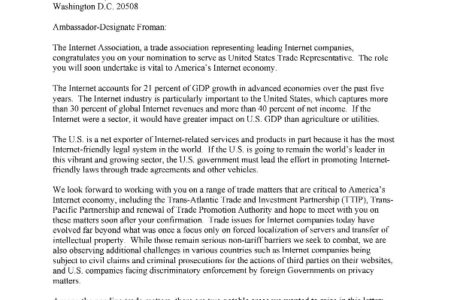 Washington D.C. 20508
Ambassador-Designate Froman:
The Internet Association, a trade association representing leading Internet companies,
congratulates you on your nomination to serve as United States Trade Representative. The role
you will soon undertake is vital to America's Internet economy.
The Internet accounts for 21 percent of GDP growth in advanced economies over the past five
years. The Internet industry is particularly important to the United States, which captures more
than 30 percent of global Internet revenues and more than 40 percent of net income. If the
Internet were a sector, it would have greater impact on U.S. GDP than agriculture or utilities.
The U.S. is a net exporter of Internet-related services and products in part because it has the most
Internet-friendly legal system in the world. If the U.S. is going to remain the world's leader in
this vibrant and growing sector, the U.S. government must lead the effort in promoting Internet-
friendly laws through trade agreements and other vehicles.
We look forward to working with you on a range of trade matters that are critical to America's
Internet economy, including the Trans-Atlantic Trade and Investment Partnership (TTIP), Trans-
Pacific Partnership and renewal of Trade Promotion Authority and hope to meet with you on
these matters soon after your confirmation. Trade issues for Internet companies today have
evolved far beyond what was once a focus only on forced localization of servers and transfer of
intellectual property. While those remain serious non-tariff barriers we seek to combat, we are
also observing additional challenges in various countries such as Internet companies being
subject to civil claims and criminal prosecutions for the actions of third parties on their websites,
and U.S. companies facing discriminatory enforcement by foreign Governments on privacy
matters.